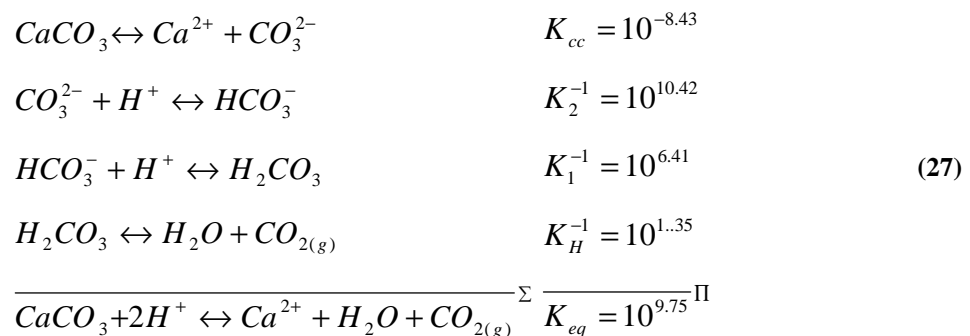 CaCO₃ ↔ Ca²⁺ + CO₃²⁻ K_cc = 10^−8.43
CO₃²⁻ + H⁺ ↔ HCO₃⁻ K₂⁻¹ = 10^10.42
HCO₃⁻ + H⁺ ↔ H₂CO₃ K₁⁻¹ = 10^6.41 (27)
H₂CO₃ ↔ H₂O + CO₂₍g₎ K_H⁻¹ = 10^1..35
Σ Π
CaCO₃+2H⁺ ↔ Ca²⁺ + H₂O + CO₂₍g₎ K_eq = 10^9.75